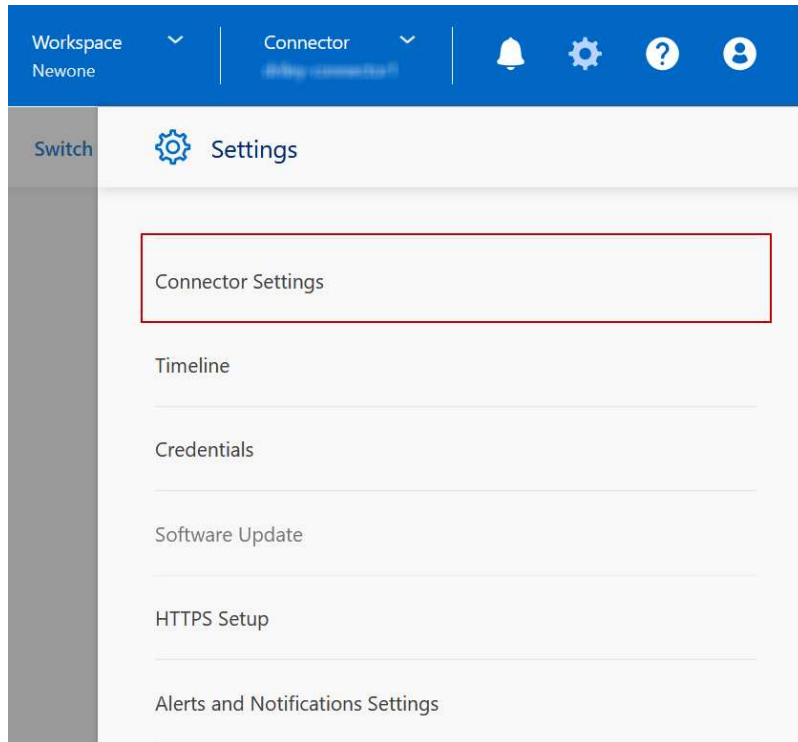 Workspace
Newone
Connector
Switch
Settings
Connector Settings
Timeline
Credentials
Software Update
HTTPS Setup
Alerts and Notifications Settings